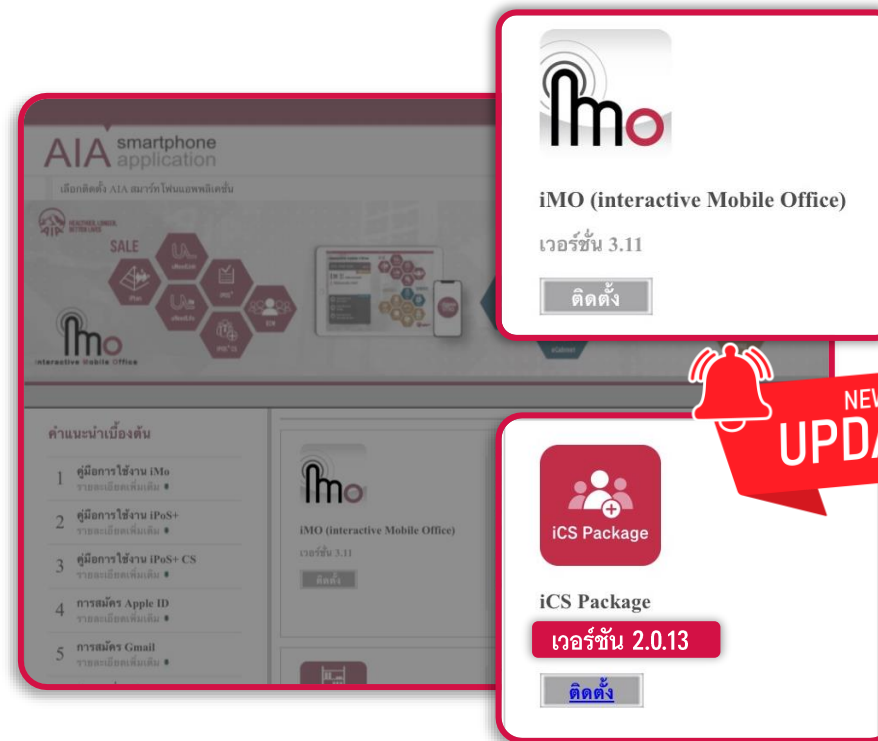 AIA smartphone
application
เลือกติดตั้ง AIA สมาร์ทโฟนแอพพลิเคชั่น
AIA
HEALTHIER, LONGER,
BETTER LIVES
SALE
iPlan
iPoS+
iPoS+ CS
Imo
Interactive Mobile Office
คำแนะนำเบื้องต้น
1 คู่มือการใช้งาน iMo
รายละเอียดเพิ่มเติม
2 คู่มือการใช้งาน iPoS+
รายละเอียดเพิ่มเติม
3 คู่มือการใช้งาน iPoS+ CS
รายละเอียดเพิ่มเติม
4 การสมัคร Apple ID
รายละเอียดเพิ่มเติม
5 การสมัคร Gmail
รายละเอียดเพิ่มเติม
Imo
iMO (interactive Mobile Office)
เวอร์ชั่น 3.11
ติดตั้ง
Imo
iMO (interactive Mobile Office)
เวอร์ชั่น 3.11
ติดตั้ง
NEW
UPDA
iCS Package
iCS Package
เวอร์ชัน 2.0.13
ติดตั้ง